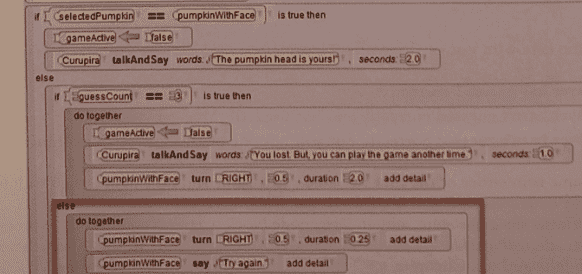 if selectedPumpkin == pumpkinWithFace is true then
gameActive false
Curupira talkAndSay words: "The pumpkin head is yours!" , seconds: 2.0
else
if guessCount == 3 is true then
do together
gameActive false
Curupira talkAndSay words: "You lost. But, you can play the game another time." , seconds: 1.0
pumpkinWithFace turn RIGHT , 0.5 , duration 2.0 add detail
else
do together
pumpkinWithFace turn RIGHT , 0.5 , duration 0.25 add detail
pumpkinWithFace say "Try again." add detail